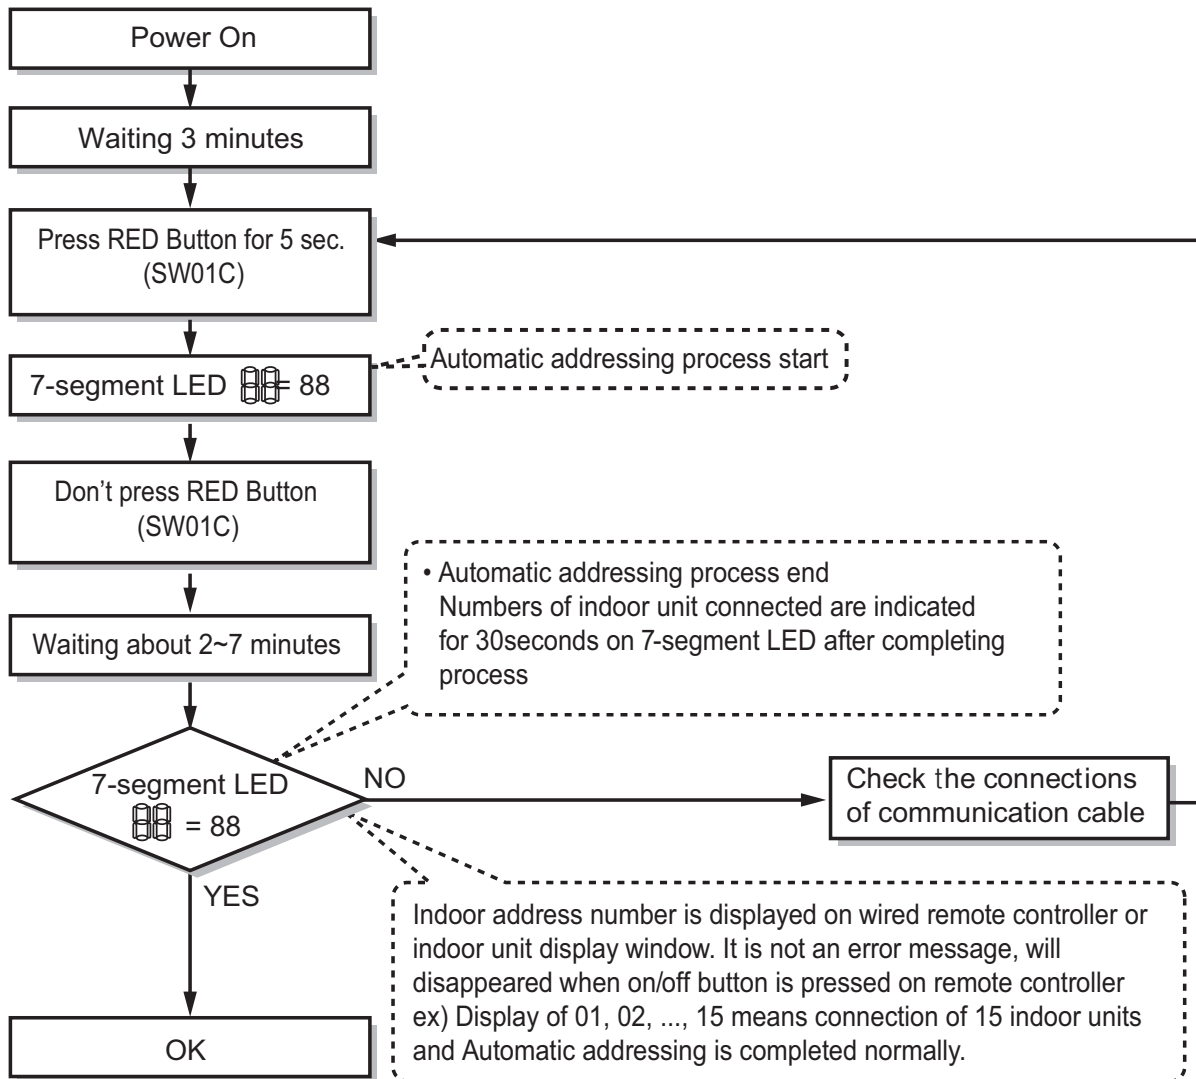 Power On
Waiting 3 minutes
Press RED Button for 5 sec.
(SW01C)
7-segment LED 88 = 88
Automatic addressing process start
Don't press RED Button
(SW01C)
• Automatic addressing process end
Numbers of indoor unit connected are indicated
for 30seconds on 7-segment LED after completing
process
Waiting about 2~7 minutes
7-segment LED
88 = 88
NO
Check the connections
of communication cable
YES
Indoor address number is displayed on wired remote controller or
indoor unit display window. It is not an error message, will
disappeared when on/off button is pressed on remote controller
ex) Display of 01, 02, ..., 15 means connection of 15 indoor units
and Automatic addressing is completed normally.
OK